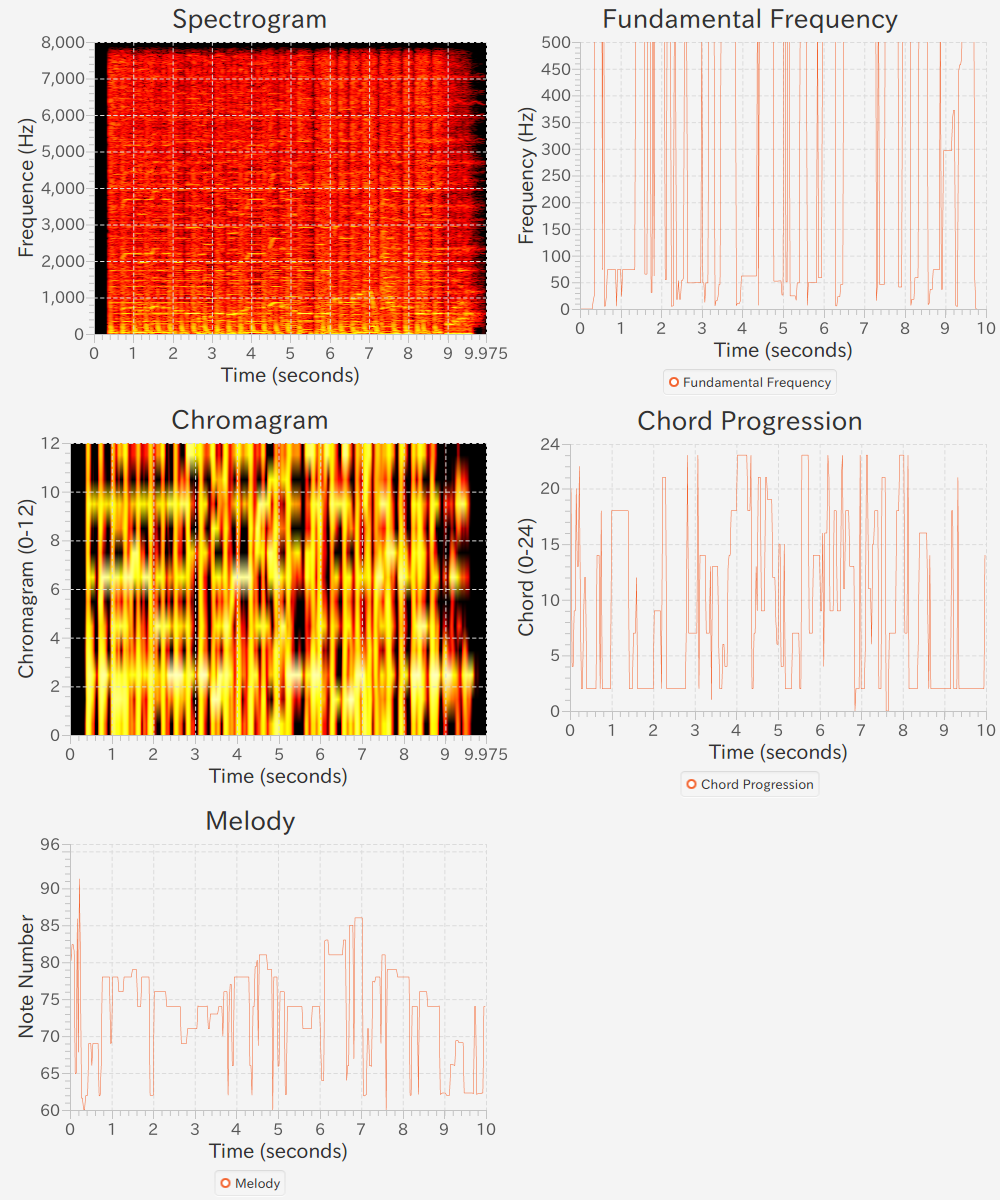 Spectrogram
8,000
7,000
6,000
5,000
4,000
3,000
2,000
1,000
0
Frequence (Hz)
0 1 2 3 4 5 6 7 8 9 9.975
Time (seconds)
Fundamental Frequency
500
450
400
350
300
250
200
150
100
50
0
Frequency (Hz)
0 1 2 3 4 5 6 7 8 9 10
Time (seconds)
Fundamental Frequency
Chromagram
12
10
8
6
4
2
0
Chromagram (0-12)
0 1 2 3 4 5 6 7 8 9 9.975
Time (seconds)
Chord Progression
24
20
15
10
5
0
Chord (0-24)
0 1 2 3 4 5 6 7 8 9 10
Time (seconds)
Chord Progression
Melody
96
90
85
80
75
70
65
60
Note Number
0 1 2 3 4 5 6 7 8 9 10
Time (seconds)
Melody